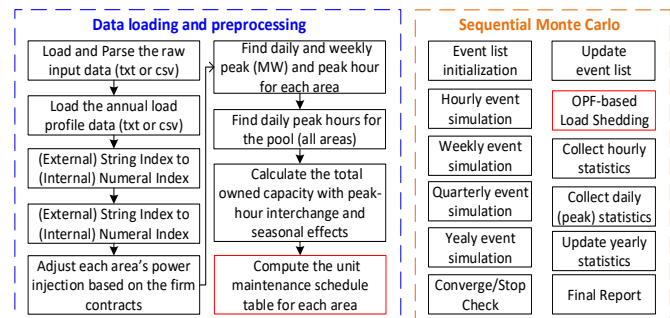 Data loading and preprocessing
Load and Parse the raw
input data (txt or csv)
Load the annual load
profile data (txt or csv)
(External) String Index to
(Internal) Numeral Index
(External) String Index to
(Internal) Numeral Index
Adjust each area's power
injection based on the firm
contracts
Find daily and weekly
peak (MW) and peak hour
for each area
Find daily peak hours for
the pool (all areas)
Calculate the total
owned capacity with peak-
hour interchange and
seasonal effects
Compute the unit
maintenance schedule
table for each area
Sequential Monte Carlo
Event list
initialization
Hourly event
simulation
Weekly event
simulation
Quarterly event
simulation
Yealy event
simulation
Converge/Stop
Check
Update
event list
OPF-based
Load Shedding
Collect hourly
statistics
Collect daily
(peak) statistics
Update yearly
statistics
Final Report